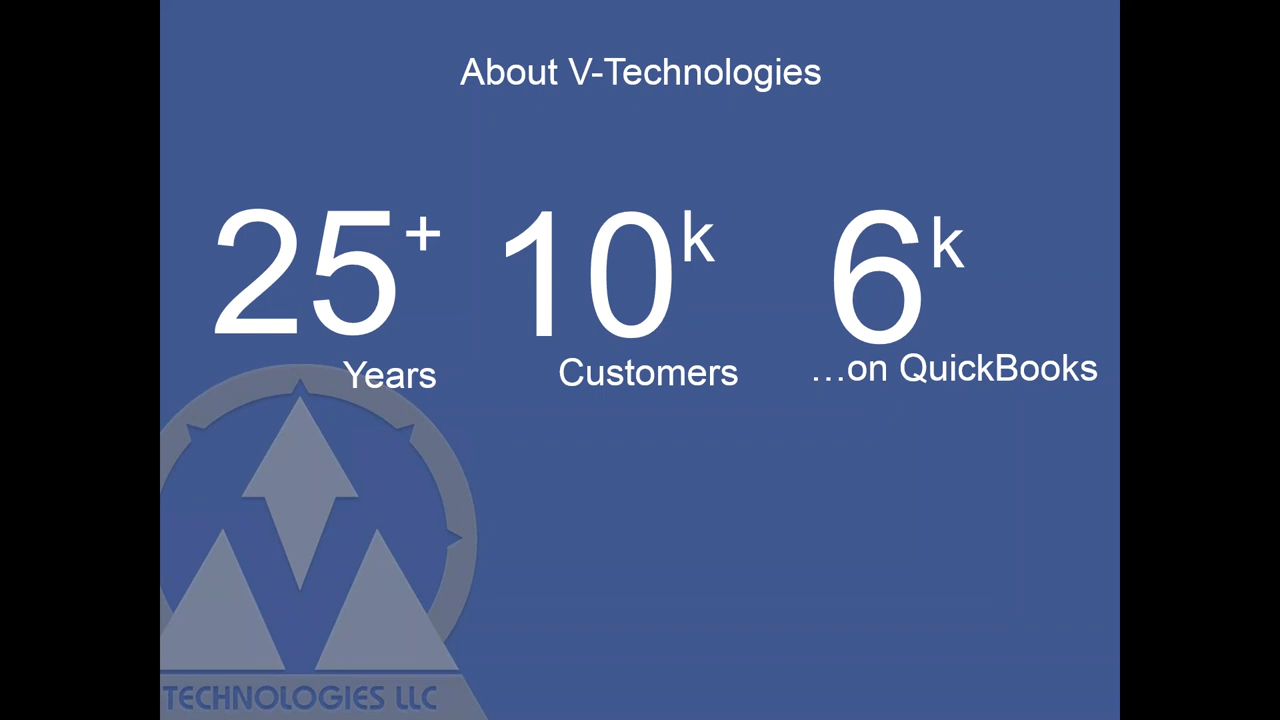 About V-Technologies
25+ 10k 6k
Years Customers …on QuickBooks
TECHNOLOGIES LLC